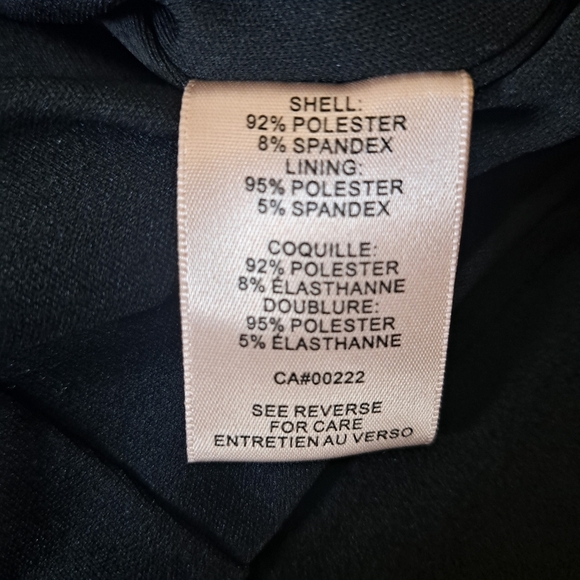 SHELL:
92% POLESTER
8% SPANDEX
LINING:
95% POLESTER
5% SPANDEX
COQUILLE:
92% POLESTER
8% ÉLASTHANNE
DOUBLURE:
95% POLESTER
5% ÉLASTHANNE
CA#00222
SEE REVERSE
FOR CARE
ENTRETIEN AU VERSO